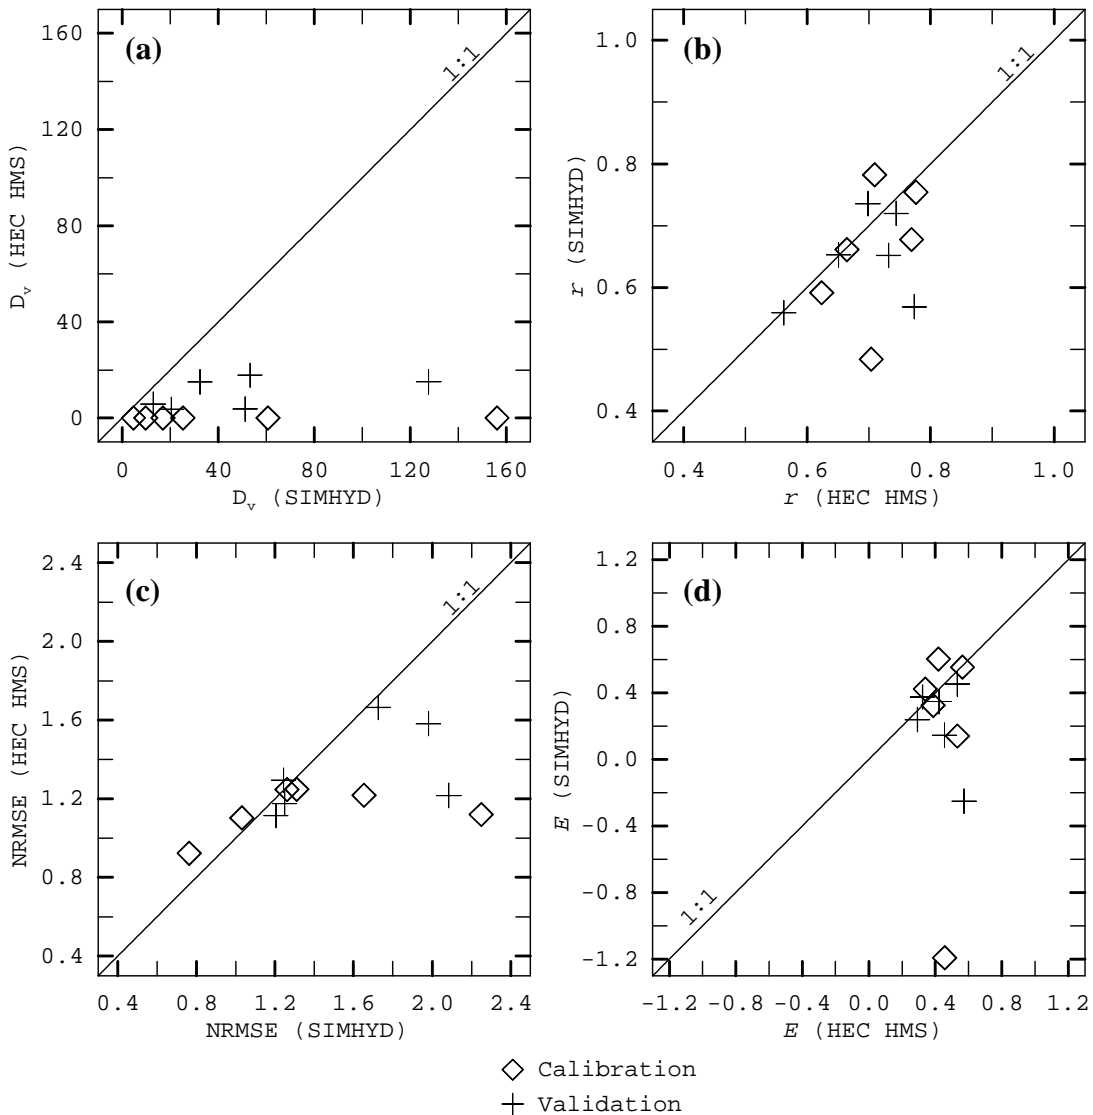 (a)
1:1
160
120
80
40
0
D_v (HEC HMS)
0 40 80 120 160
D_v (SIMHYD)
(b)
1:1
1.0
0.8
0.6
0.4
r (SIMHYD)
0.4 0.6 0.8 1.0
r (HEC HMS)
(c)
1:1
2.4
2.0
1.6
1.2
0.8
0.4
NRMSE (HEC HMS)
0.4 0.8 1.2 1.6 2.0 2.4
NRMSE (SIMHYD)
(d)
1:1
1.2
0.8
0.4
0.0
-0.4
-0.8
-1.2
E (SIMHYD)
-1.2 -0.8 -0.4 0.0 0.4 0.8 1.2
E (HEC HMS)
Calibration
Validation